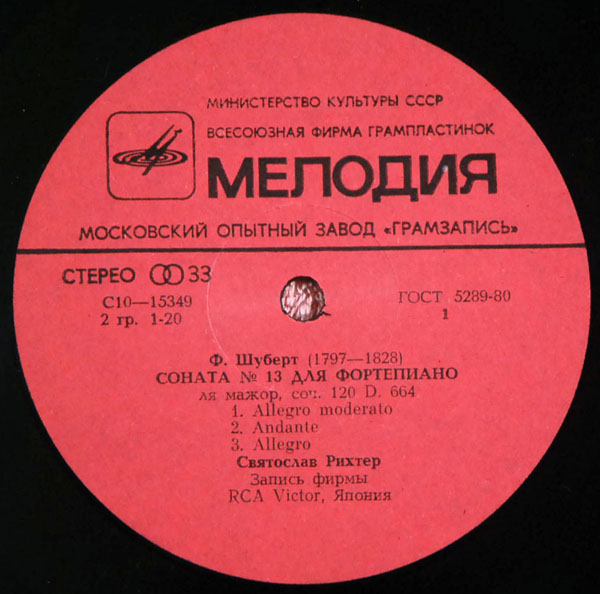 МИНИСТЕРСТВО КУЛЬТУРЫ СССР
ВСЕСОЮЗНАЯ ФИРМА ГРАМПЛАСТИНОК
МЕЛОДИЯ
МОСКОВСКИЙ ОПЫТНЫЙ ЗАВОД «ГРАМЗАПИСЬ»
СТЕРЕО 33
С10—15349
2 гр. 1-20
ГОСТ 5289-80
1
Ф. Шуберт (1797—1828)
СОНАТА № 13 ДЛЯ ФОРТЕПИАНО
ля мажор, соч. 120 D. 664
1. Allegro moderato
2. Andante
3. Allegro
Святослав Рихтер
Запись фирмы
RCA Victor, Япония